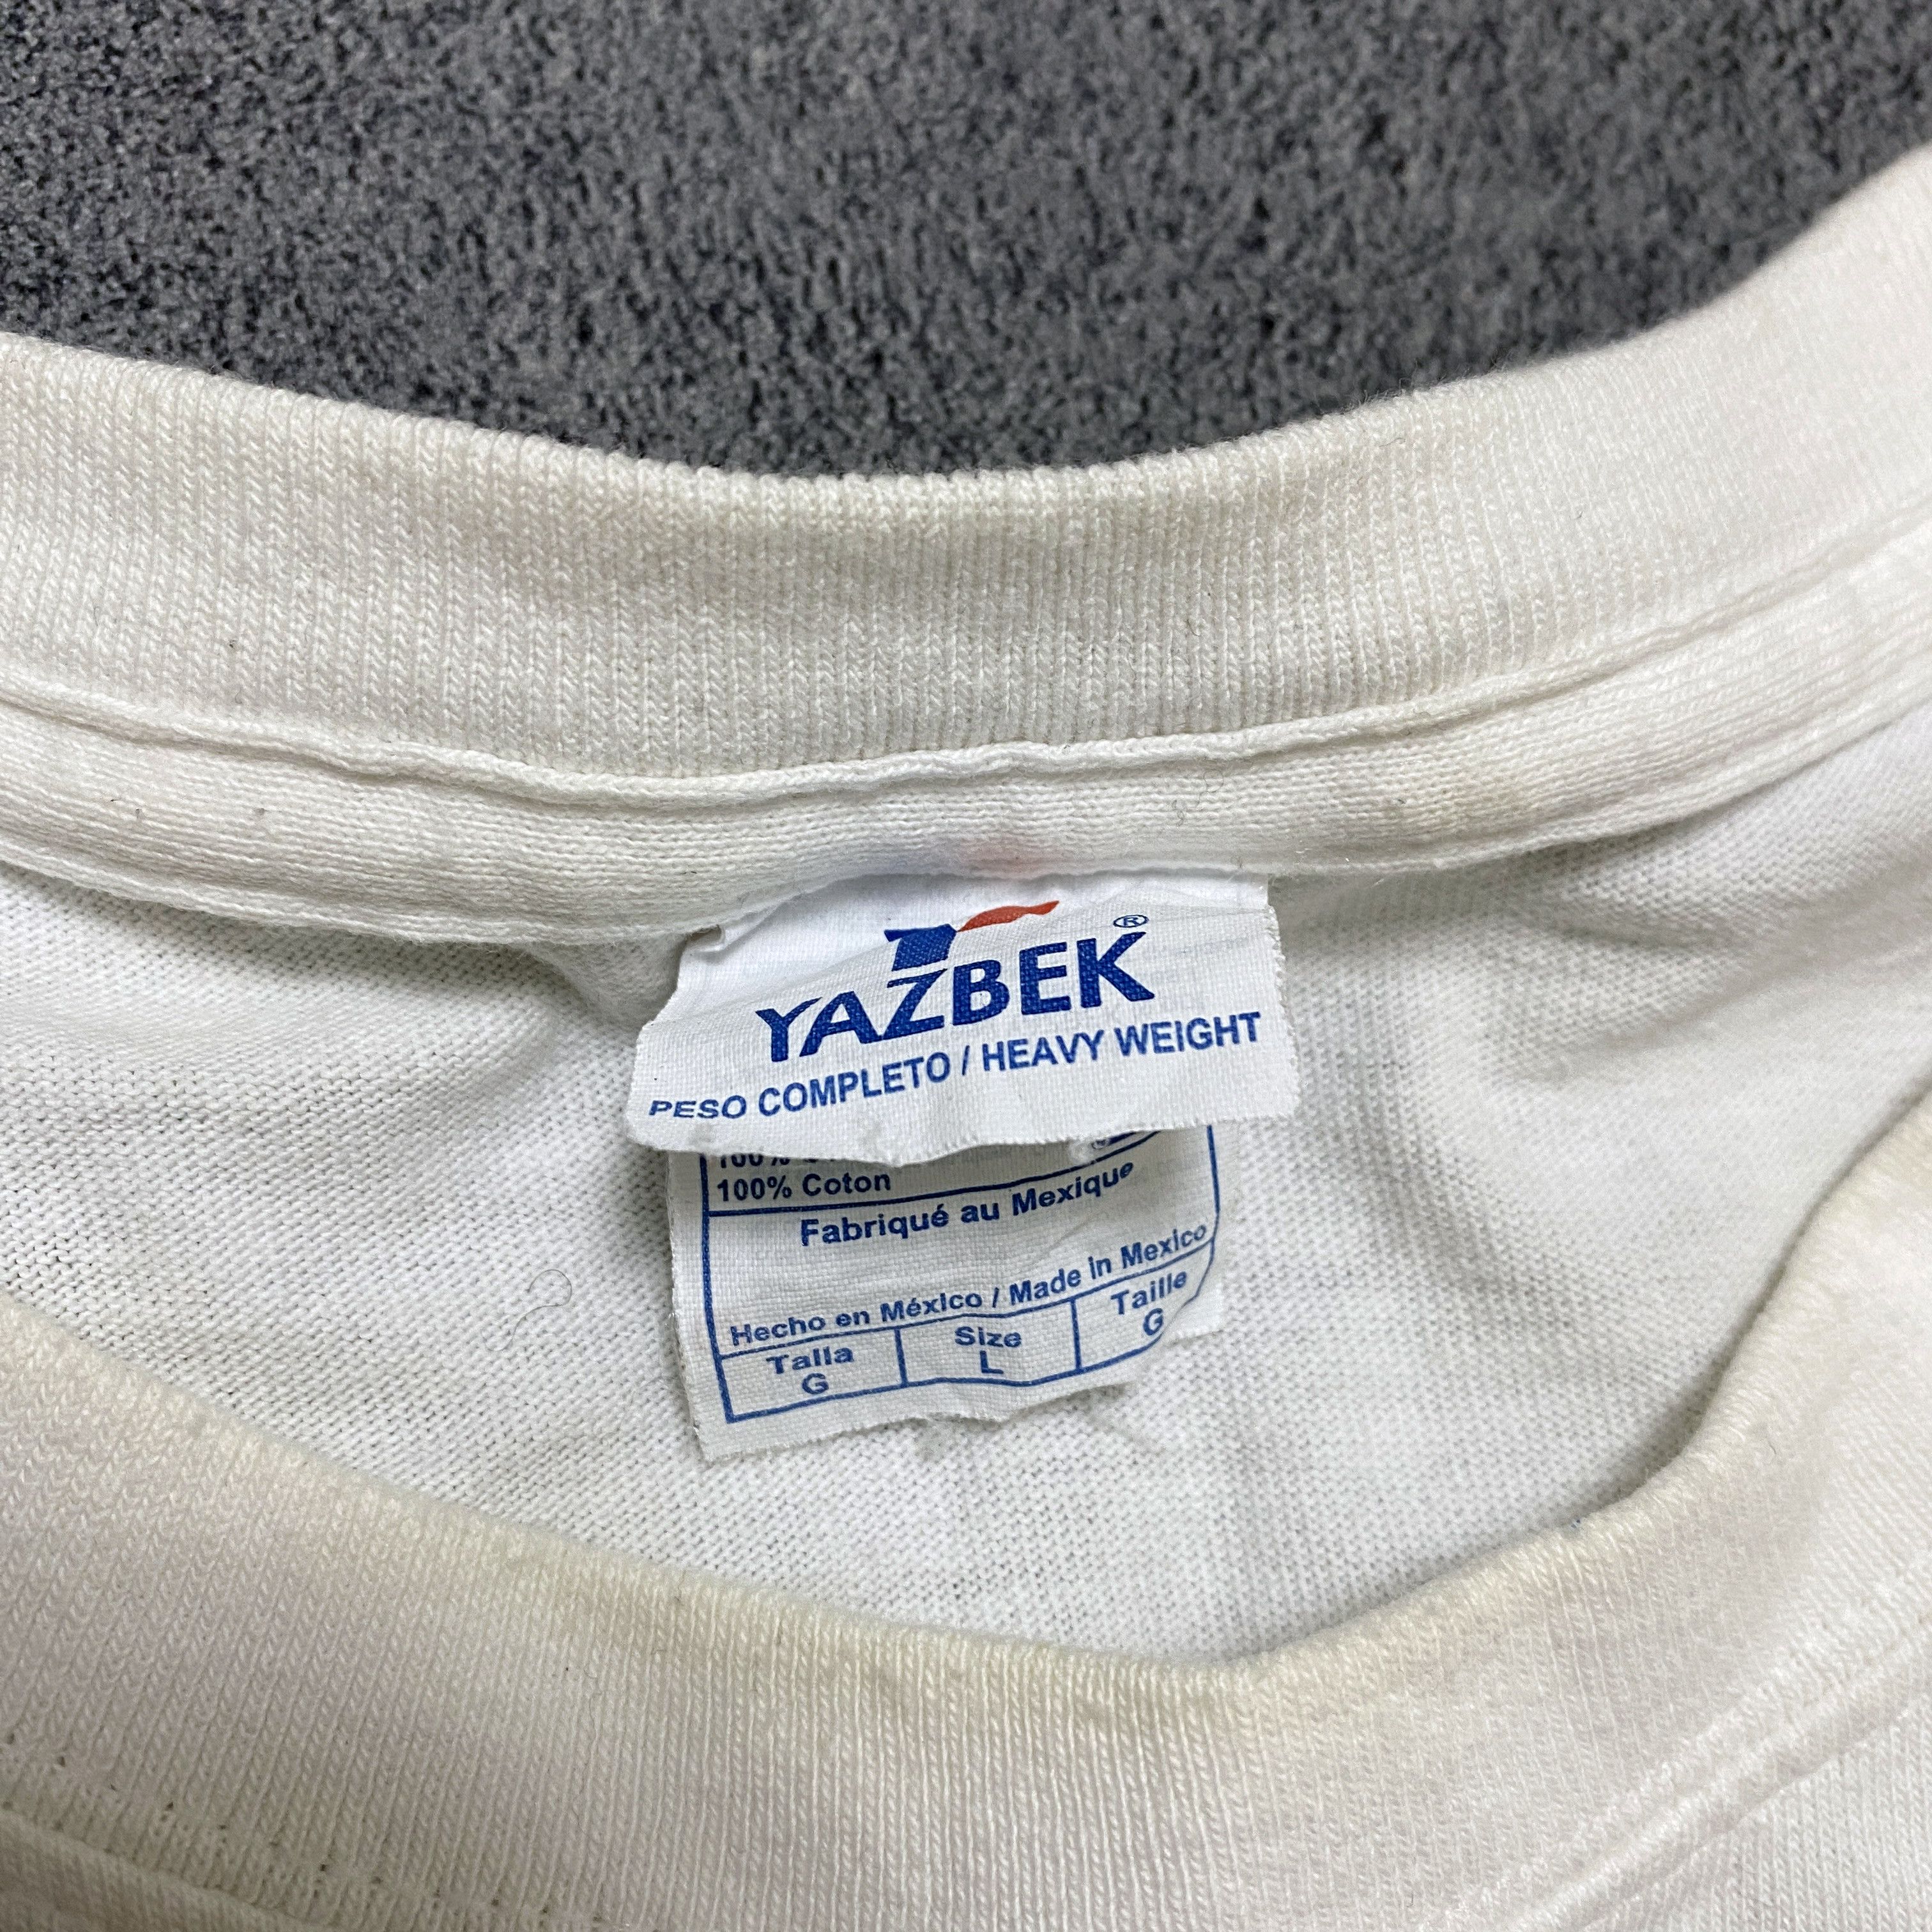 YAZBEK®
PESO COMPLETO / HEAVY WEIGHT
100%
100% Coton
Fabriqué au Mexique
Hecho en México / Made in Mexico
Talla Size Taille
G L G